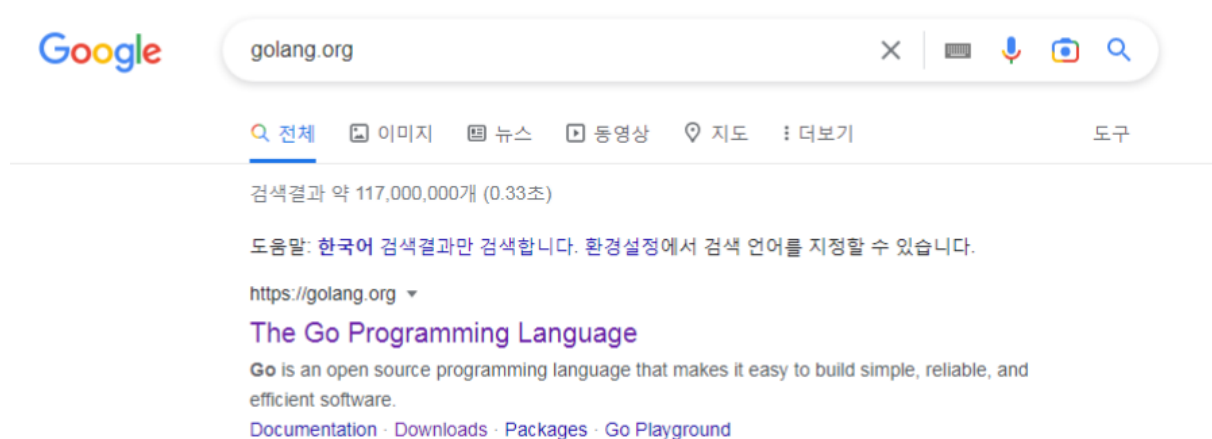 Google golang.org
전체 이미지 뉴스 동영상 지도 더보기 도구
검색결과 약 117,000,000개 (0.33초)
도움말: 한국어 검색결과만 검색합니다. 환경설정에서 검색 언어를 지정할 수 있습니다.
https://golang.org
The Go Programming Language
Go is an open source programming language that makes it easy to build simple, reliable, and
efficient software.
Documentation · Downloads · Packages · Go Playground